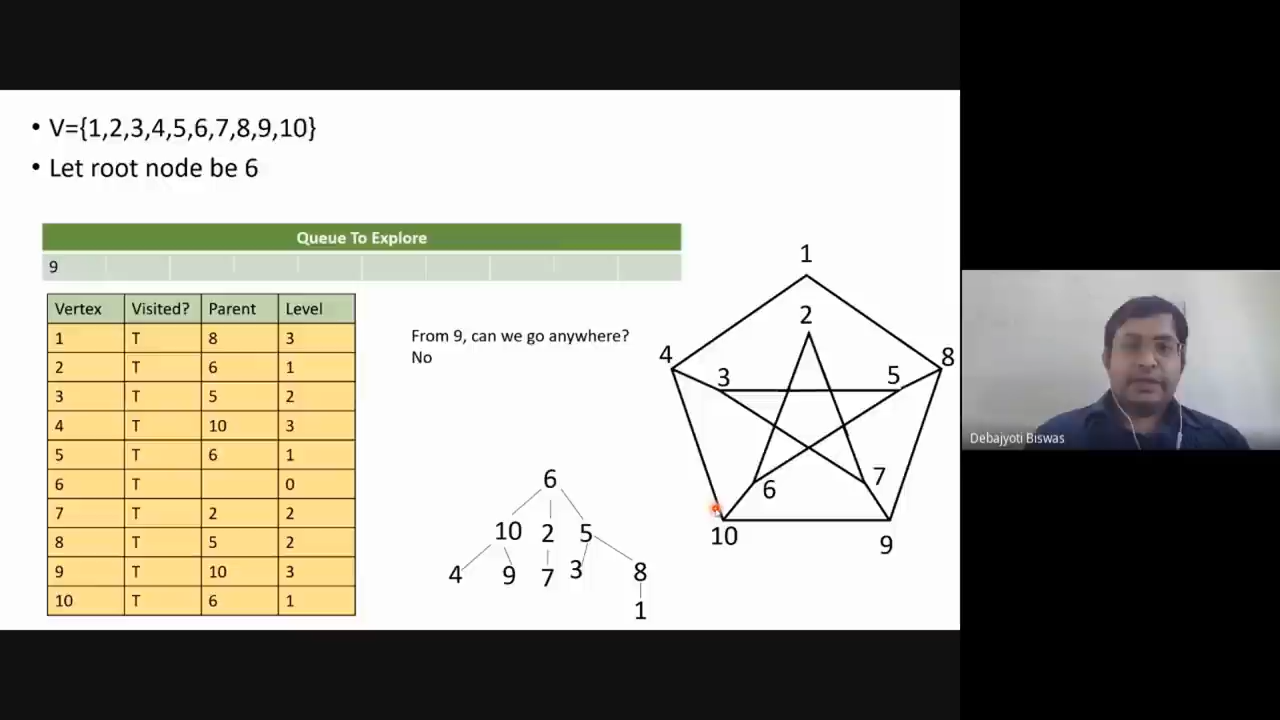 • V={1,2,3,4,5,6,7,8,9,10}
• Let root node be 6
Queue To Explore
9
Vertex Visited? Parent Level
1 T 8 3
2 T 6 1
3 T 5 2
4 T 10 3
5 T 6 1
6 T 0
7 T 2 2
8 T 5 2
9 T 10 3
10 T 6 1
From 9, can we go anywhere?
No
6
10 2 5
4 9 7 3 8
1
1
2
4 8
3 5
6 7
10 9
Debajyoti Biswas